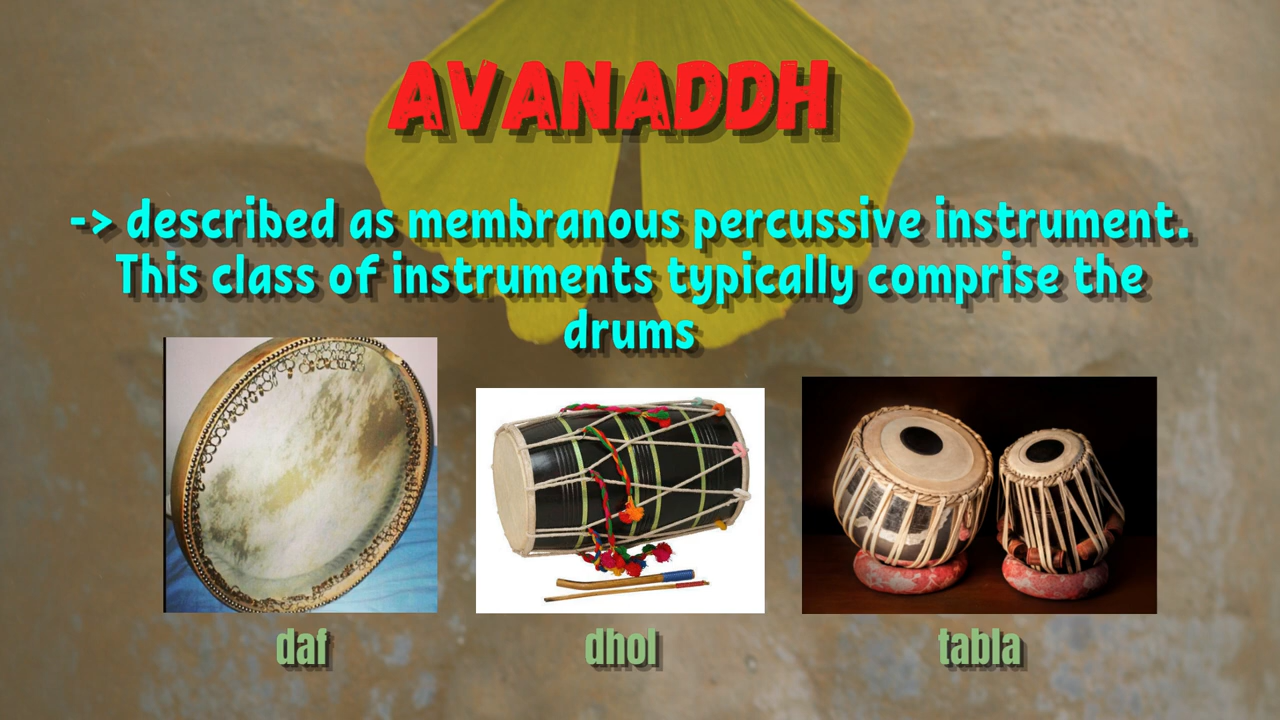 AVANADDH
-> described as membranous percussive instrument.
This class of instruments typically comprise the
drums
daf
dhol
tabla